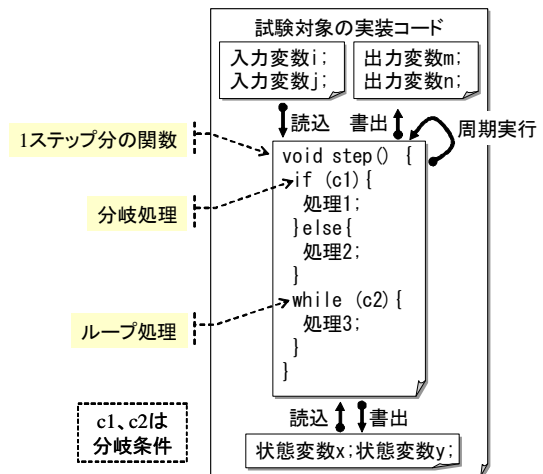 試験対象の実装コード
入力変数i;
入力変数j;
出力変数m;
出力変数n;
読込
書出
周期実行
1ステップ分の関数
分岐処理
ループ処理
void step() {
if (c1){
処理1;
}else{
処理2;
}
while (c2){
処理3;
}
}
読込
書出
c1、c2は
分岐条件
状態変数x;状態変数y;